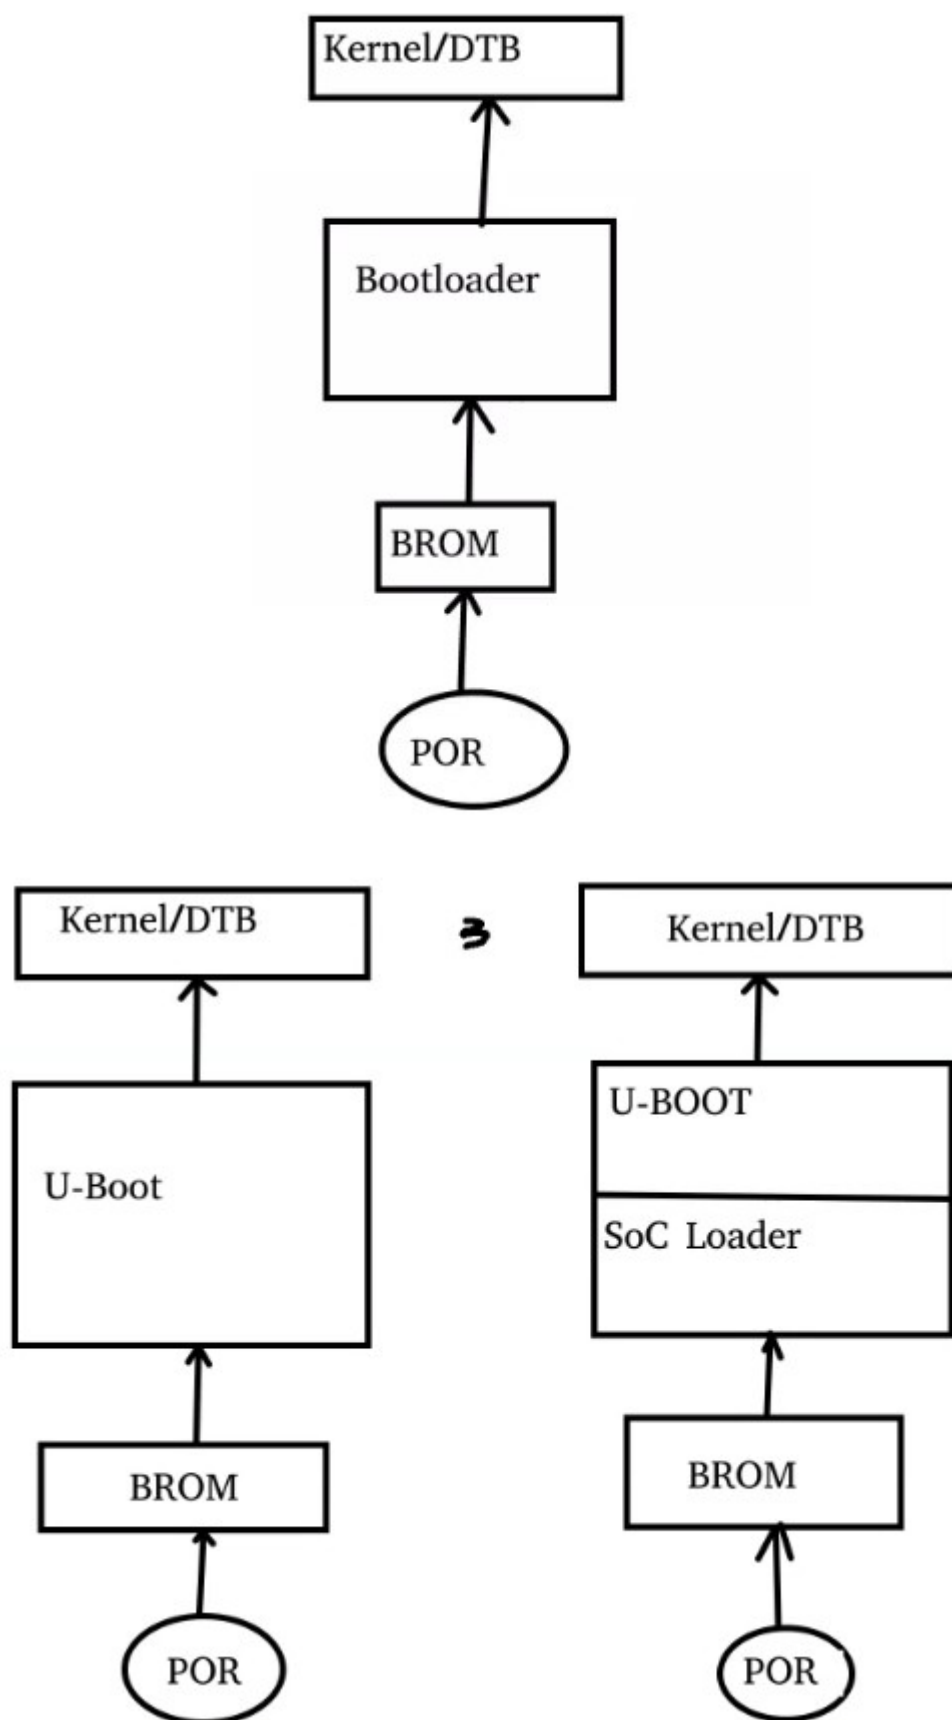 Kernel/DTB
Bootloader
BROM
POR
Kernel/DTB
U-Boot
BROM
POR
Kernel/DTB
U-BOOT
SoC Loader
BROM
POR